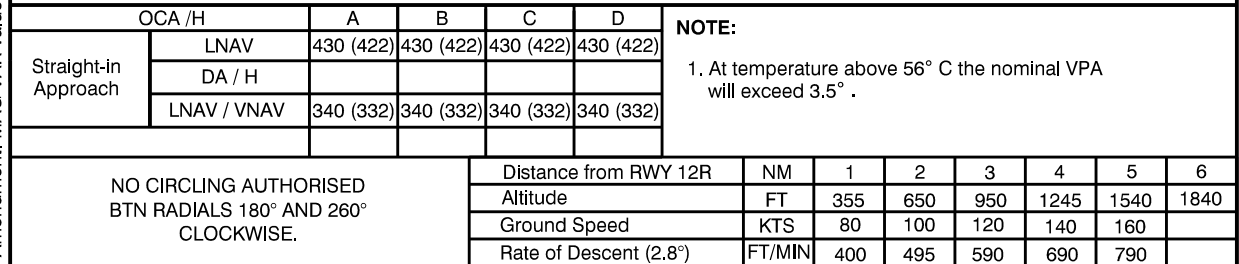 OCA /H A B C D
Straight-in Approach
LNAV 430 (422) 430 (422) 430 (422) 430 (422)
DA / H
LNAV / VNAV 340 (332) 340 (332) 340 (332) 340 (332)
NOTE:
1. At temperature above 56° C the nominal VPA
will exceed 3.5° .
NO CIRCLING AUTHORISED
BTN RADIALS 180° AND 260°
CLOCKWISE.
Distance from RWY 12R NM 1 2 3 4 5 6
Altitude FT 355 650 950 1245 1540 1840
Ground Speed KTS 80 100 120 140 160
Rate of Descent (2.8°) FT/MIN 400 495 590 690 790